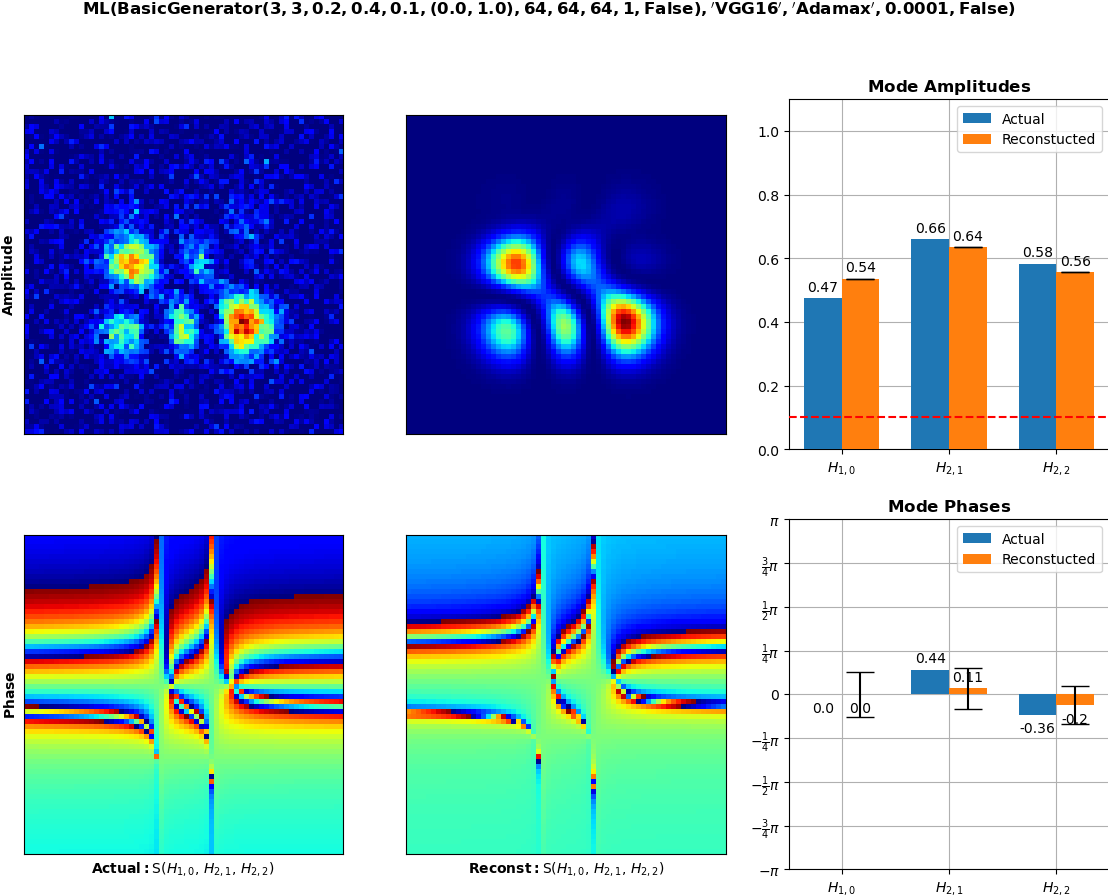 ML(BasicGenerator(3, 3, 0.2, 0.4, 0.1, (0.0, 1.0), 64, 64, 64, 1, False), ′VGG16′, ′Adamax′, 0.0001, False)
Amplitude
Mode Amplitudes
Actual
Reconstucted
1.0
0.8
0.6
0.4
0.2
0.0
0.47
0.54
0.66
0.64
0.58
0.56
H1,0
H2,1
H2,2
Phase
Actual: S(H1,0, H2,1, H2,2)
Reconst: S(H1,0, H2,1, H2,2)
Mode Phases
Actual
Reconstucted
π
3/4π
1/2π
1/4π
0
−1/4π
−1/2π
−3/4π
−π
0.0
0.0
0.44
0.11
-0.36
-0.2
H1,0
H2,1
H2,2